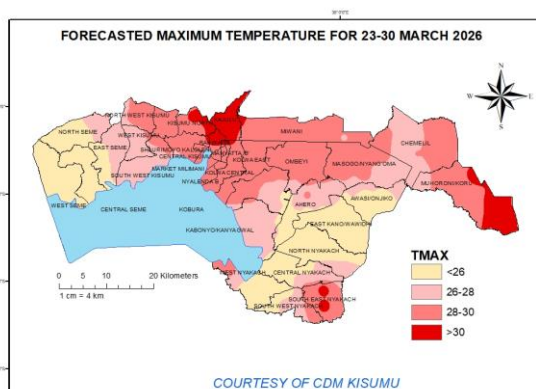 FORECASTED MAXIMUM TEMPERATURE FOR 23-30 MARCH 2026
N
W E
S
NORTH WEST KISUMU
MIWANI
CHEMELIL
NORTH SEME
WEST KISUMU
EAST SEME
CENTRAL KISUMU
KOLWA EAST
OMBEYI
MASOGO/NYANG'OMA
MARKET MILIMANI
KOLWA CENTRAL
SOUTH WEST KISUMU
NYALENDA B
MUHORONI/KORU
WEST SEME
CENTRAL SEME
KOBURA
AHERO
AWASI/ONJIKO
KABONYO/KANYAGWAL
EAST KANO/WAWIDHI
NORTH NYAKACH
WEST NYAKACH
CENTRAL NYAKACH
SOUTH EAST NYAKACH
SOUTH WEST NYAKACH
0 5 10 20 Kilometers
1 cm = 4 km
TMAX
<26
26-28
28-30
>30
COURTESY OF CDM KISUMU